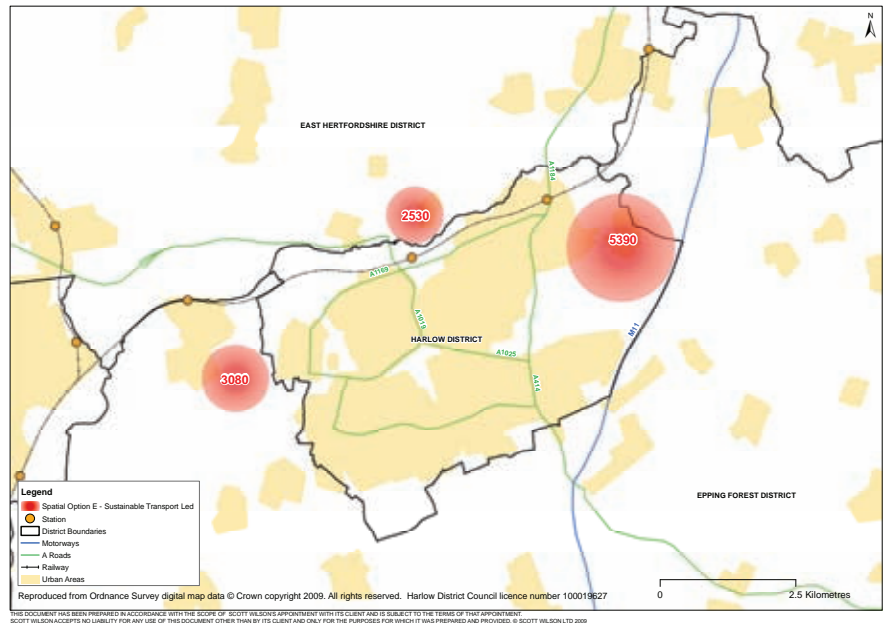 N
EAST HERTFORDSHIRE DISTRICT
A1184
2530
5390
A1169
A1019
M11
HARLOW DISTRICT
A1025
3080
A414
Legend
Spatial Option E - Sustainable Transport Led
Station
District Boundaries
Motorways
A Roads
Railway
Urban Areas
EPPING FOREST DISTRICT
Reproduced from Ordnance Survey digital map data © Crown copyright 2009. All rights reserved. Harlow District Council licence number 100019627
0 2.5 Kilometres
THIS DOCUMENT HAS BEEN PREPARED IN ACCORDANCE WITH THE SCOPE OF SCOTT WILSON'S APPOINTMENT WITH ITS CLIENT AND IS SUBJECT TO THE TERMS OF THAT APPOINTMENT.
SCOTT WILSON ACCEPTS NO LIABILITY FOR ANY USE OF THIS DOCUMENT OTHER THAN BY ITS CLIENT AND ONLY FOR THE PURPOSES FOR WHICH IT WAS PREPARED AND PROVIDED. © SCOTT WILSON LTD 2009